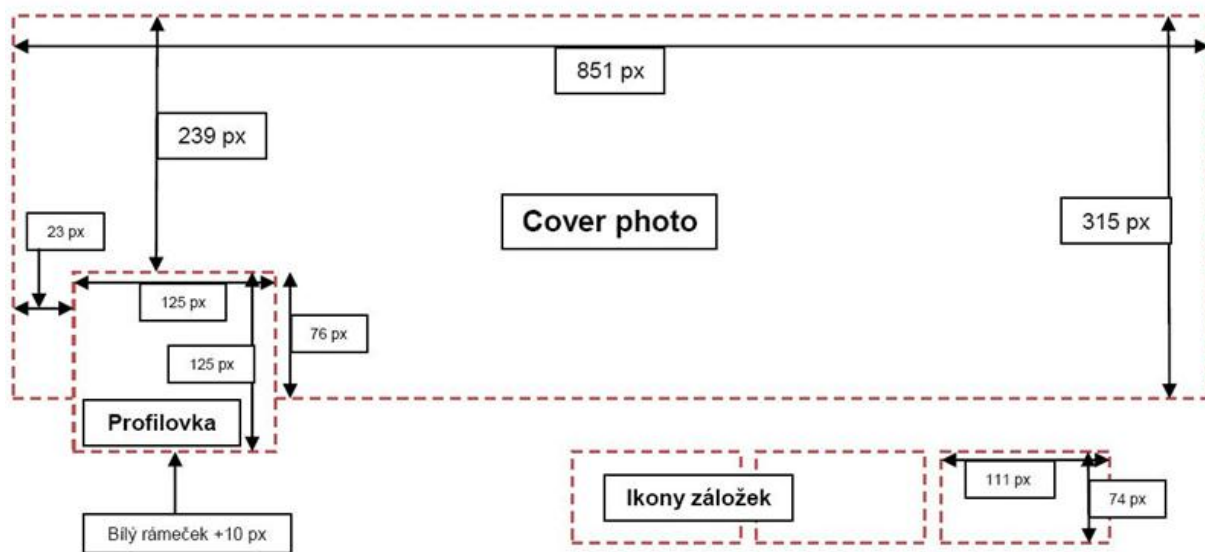 851 px
239 px
Cover photo
315 px
23 px
125 px
76 px
125 px
Profilovka
Ikony záložek
111 px
74 px
Bílý rámeček +10 px